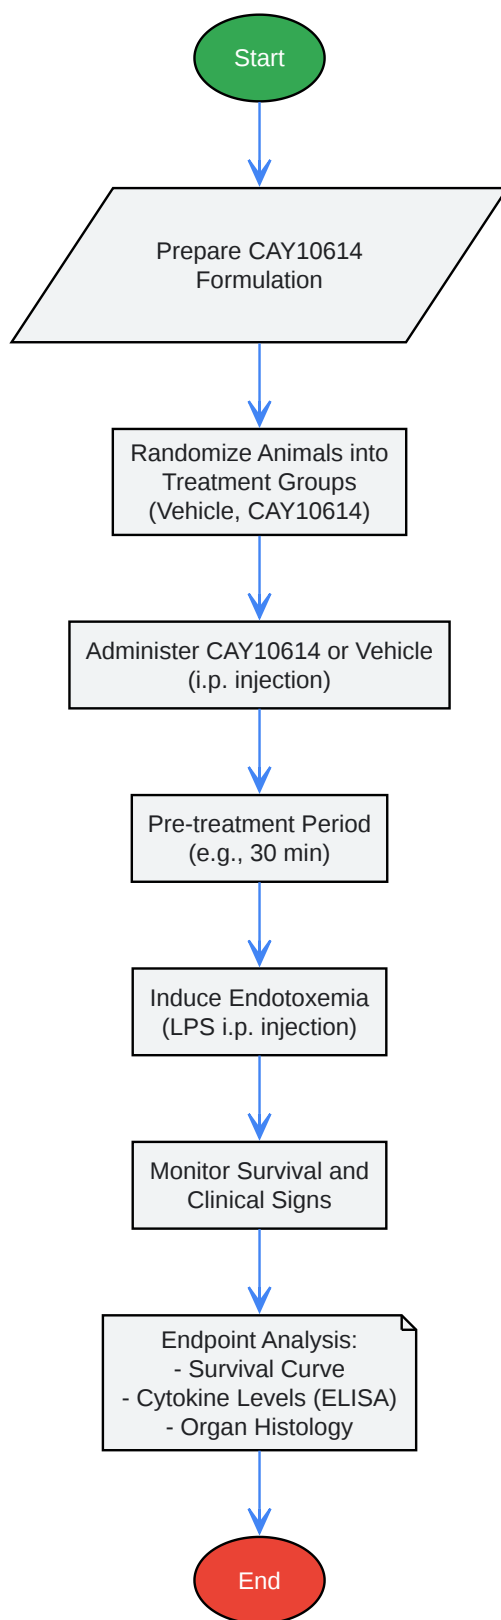 Start
Prepare CAY10614
Formulation
Randomize Animals into
Treatment Groups
(Vehicle, CAY10614)
Administer CAY10614 or Vehicle
(i.p. injection)
Pre-treatment Period
(e.g., 30 min)
Induce Endotoxemia
(LPS i.p. injection)
Monitor Survival and
Clinical Signs
Endpoint Analysis:
- Survival Curve
- Cytokine Levels (ELISA)
- Organ Histology
End